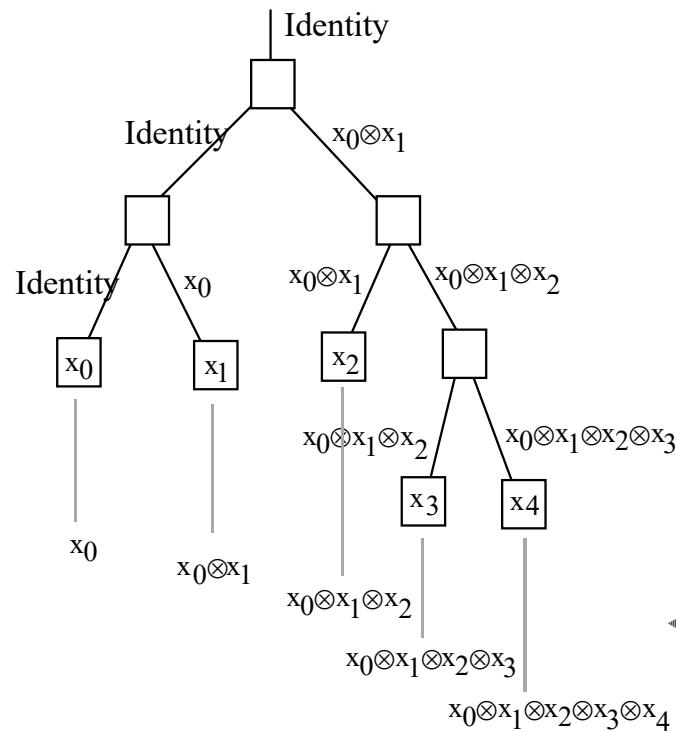 Identity
Identity
x₀⊗x₁
Identity
x₀
x₀⊗x₁
x₀⊗x₁⊗x₂
x₀
x₁
x₂
x₀⊗x₁⊗x₂
x₀⊗x₁⊗x₂⊗x₃
x₃
x₄
x₀
x₀⊗x₁
x₀⊗x₁⊗x₂
x₀⊗x₁⊗x₂⊗x₃
x₀⊗x₁⊗x₂⊗x₃⊗x₄